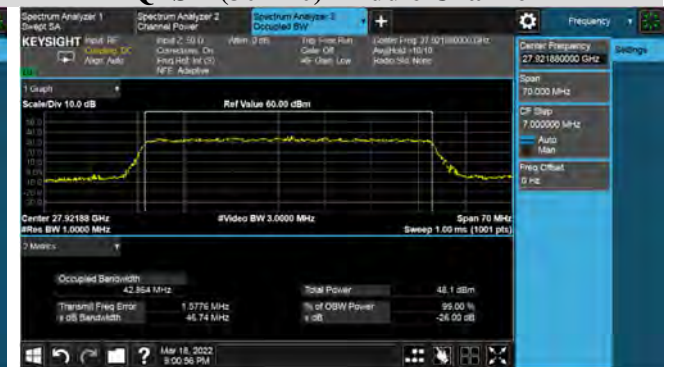 Spectrum Analyzer 1
Swept SA
Spectrum Analyzer 2
Channel Power
Spectrum Analyzer 3
Occupied BW
Frequency
KEYSIGHT
Input: RF
Coupling: DC
Align: Auto
Input Z: 50 Ω
Corrections: On
Freq Ref: Int (S)
NFE: Adaptive
Atten: 0 dB
Trig: Free Run
Gate: Off
#IF Gain: Low
Center Freq: 27.921880000 GHz
Avg|Hold: >10/10
Radio Std: None
Center Frequency
27.921880000 GHz
Settings
Span
70.000 MHz
CF Step
7.000000 MHz
Auto
Man
Freq Offset
0 Hz
1 Graph
Scale/Div 10.0 dB
Ref Value 60.00 dBm
Center 27.92188 GHz
#Res BW 1.0000 MHz
#Video BW 3.0000 MHz
Span 70 MHz
Sweep 1.00 ms (1001 pts)
2 Metrics
Occupied Bandwidth
42.864 MHz
Total Power
48.1 dBm
Transmit Freq Error
1.5776 MHz
% of OBW Power
99.00 %
x dB Bandwidth
46.74 MHz
x dB
-26.00 dB
?
Mar 18, 2022
9:00:56 PM